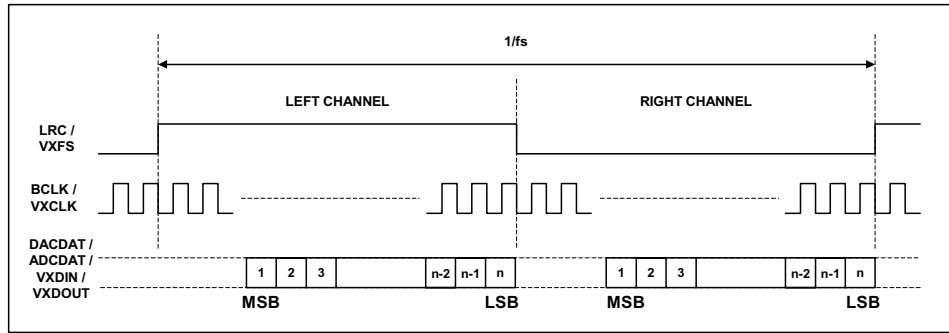 1/fs
LEFT CHANNEL
RIGHT CHANNEL
LRC /
VXFS
BCLK /
VXCLK
DACDAT /
ADCDAT /
VXDIN /
VXDOUT
1 2 3 n-2 n-1 n 1 2 3 n-2 n-1 n
MSB LSB MSB LSB